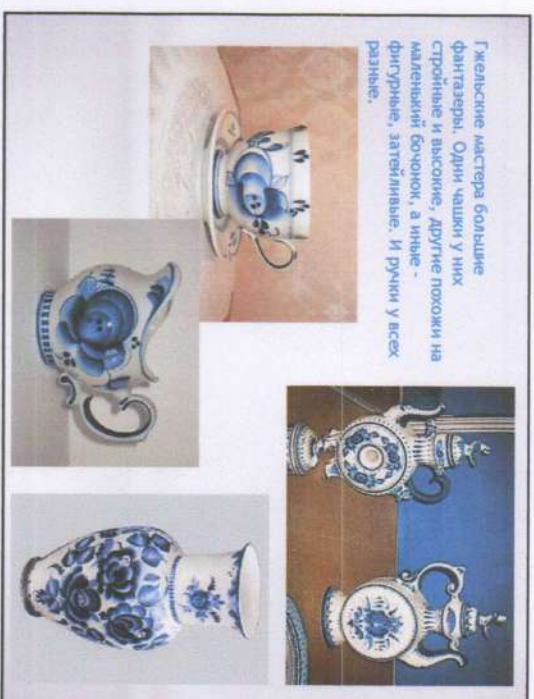 Гжельские мастера большие
фантазеры. Одни чашки у них
стройные и высокие, другие похожи на
маленький бочонок, а иные -
фигурные, затейливые. И ручки у всех
разные.